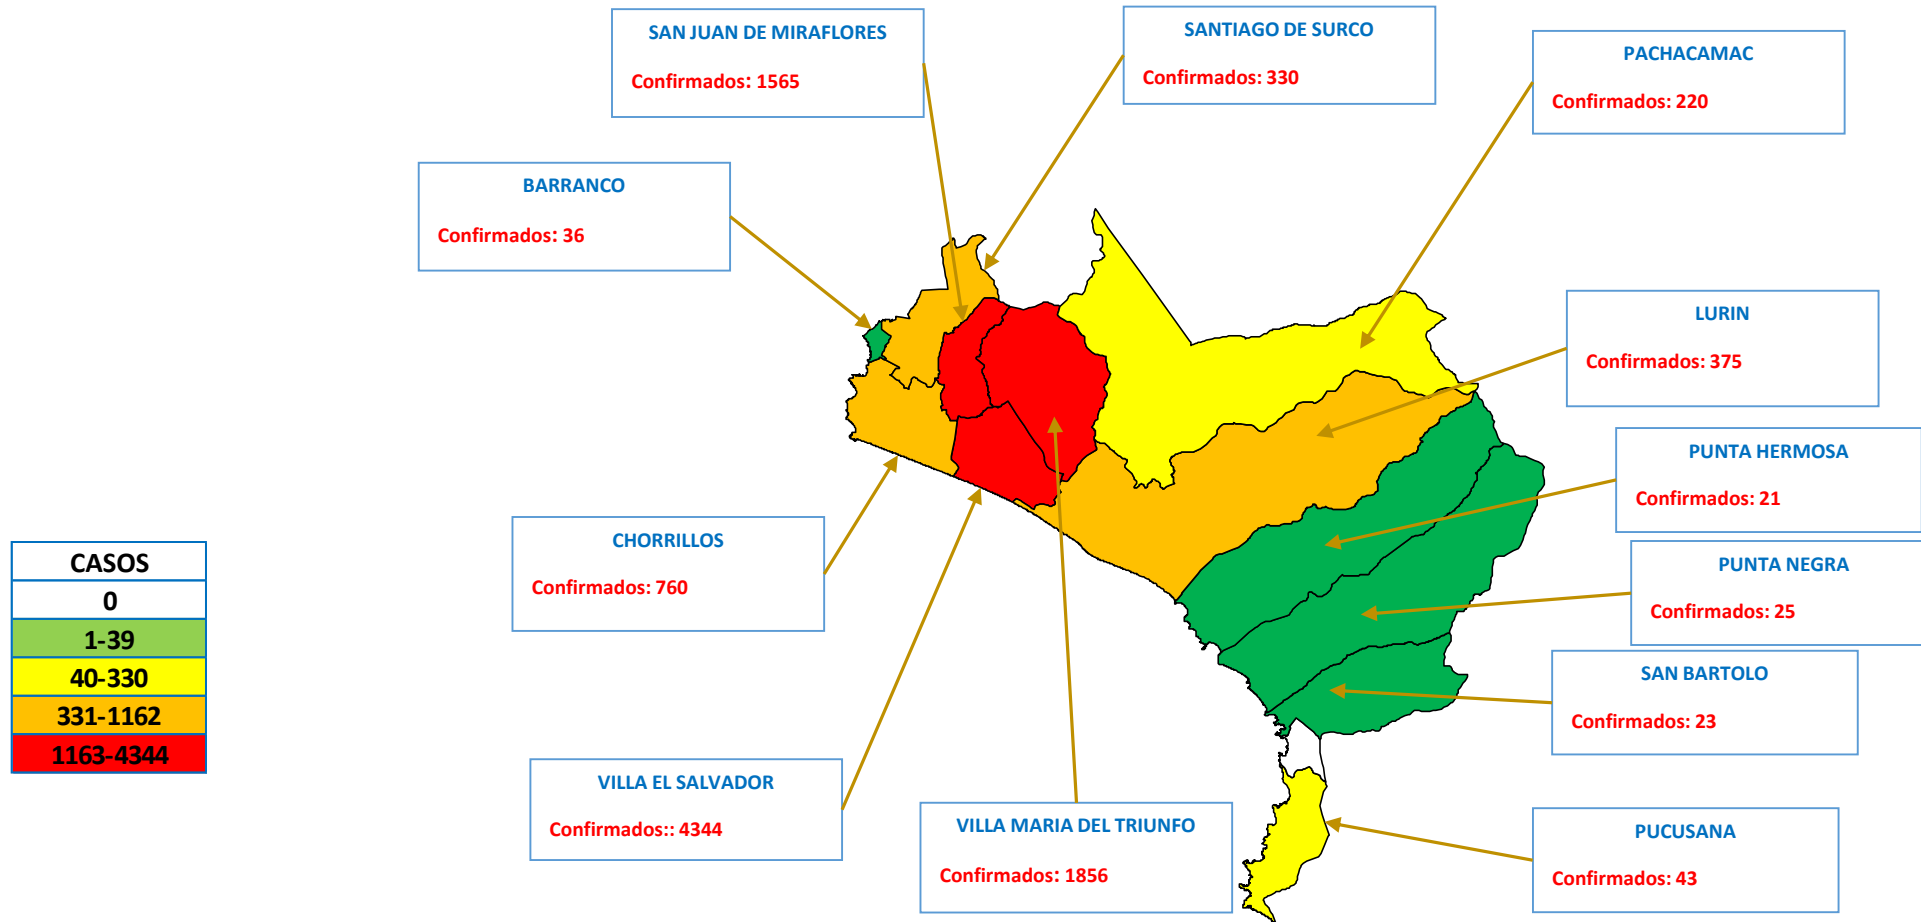 SAN JUAN DE MIRAFLORES
Confirmados: 1565
SANTIAGO DE SURCO
Confirmados: 330
PACHACAMAC
Confirmados: 220
BARRANCO
Confirmados: 36
LURIN
Confirmados: 375
PUNTA HERMOSA
Confirmados: 21
CHORRILLOS
Confirmados: 760
PUNTA NEGRA
Confirmados: 25
CASOS
0
1-39
40-330
331-1162
1163-4344
SAN BARTOLO
Confirmados: 23
VILLA EL SALVADOR
Confirmados:: 4344
VILLA MARIA DEL TRIUNFO
Confirmados: 1856
PUCUSANA
Confirmados: 43